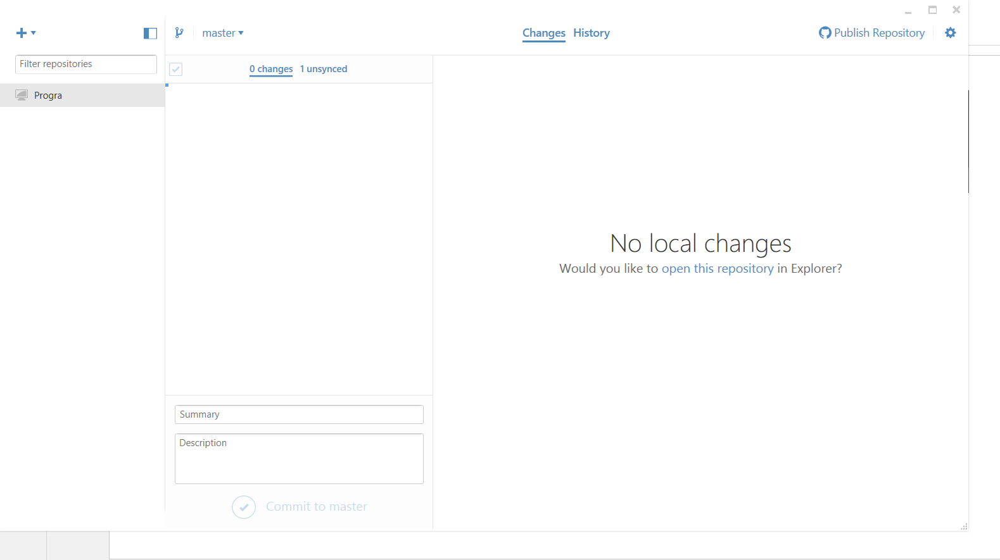 master
Changes History
Publish Repository
Filter repositories
0 changes 1 unsynced
Progra
No local changes
Would you like to open this repository in Explorer?
Summary
Description
Commit to master